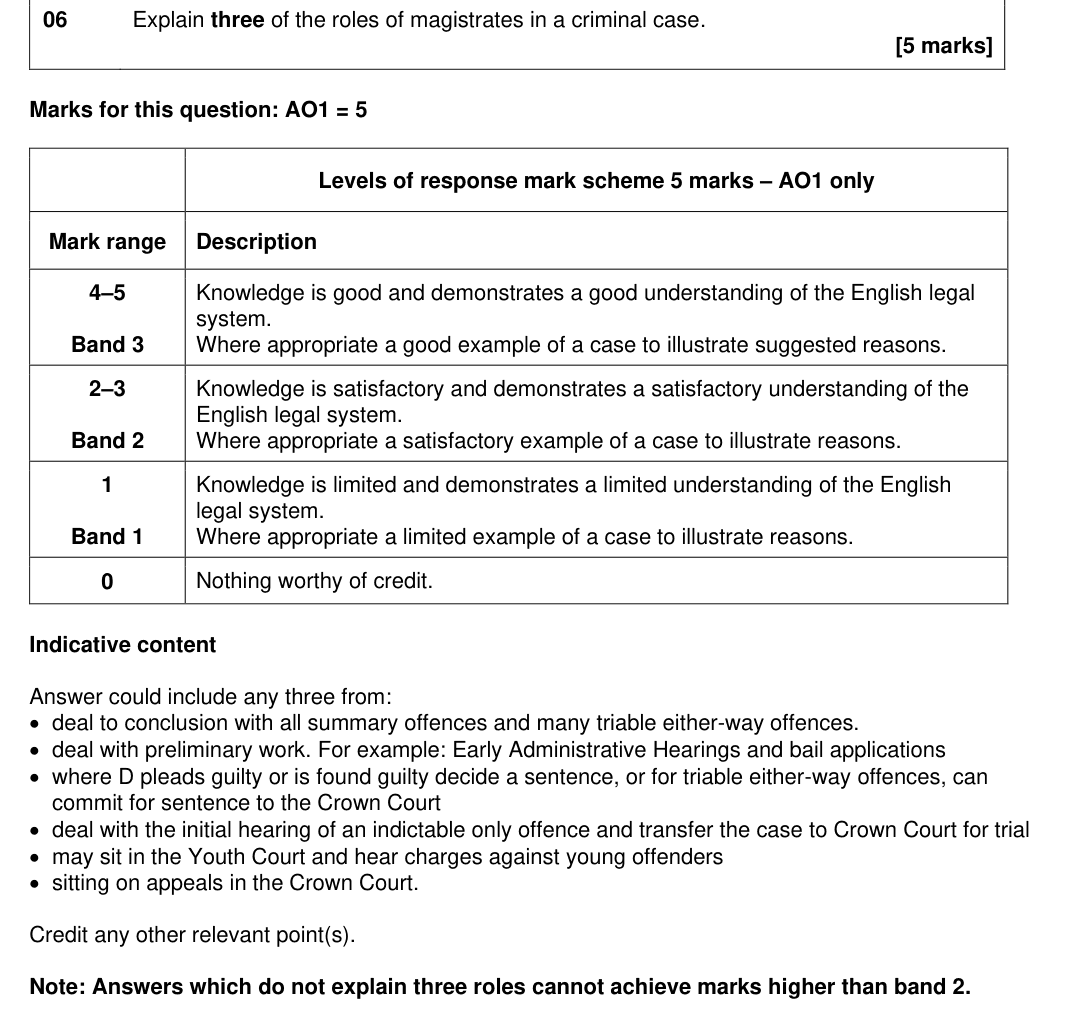 06 Explain three of the roles of magistrates in a criminal case.
[5 marks]
Marks for this question: AO1 = 5
Levels of response mark scheme 5 marks – AO1 only
Mark range Description
4–5 Knowledge is good and demonstrates a good understanding of the English legal
system.
Band 3 Where appropriate a good example of a case to illustrate suggested reasons.
2–3 Knowledge is satisfactory and demonstrates a satisfactory understanding of the
English legal system.
Band 2 Where appropriate a satisfactory example of a case to illustrate reasons.
1 Knowledge is limited and demonstrates a limited understanding of the English
legal system.
Band 1 Where appropriate a limited example of a case to illustrate reasons.
0 Nothing worthy of credit.
Indicative content
Answer could include any three from:
• deal to conclusion with all summary offences and many triable either-way offences.
• deal with preliminary work. For example: Early Administrative Hearings and bail applications
• where D pleads guilty or is found guilty decide a sentence, or for triable either-way offences, can
commit for sentence to the Crown Court
• deal with the initial hearing of an indictable only offence and transfer the case to Crown Court for trial
• may sit in the Youth Court and hear charges against young offenders
• sitting on appeals in the Crown Court.
Credit any other relevant point(s).
Note: Answers which do not explain three roles cannot achieve marks higher than band 2.